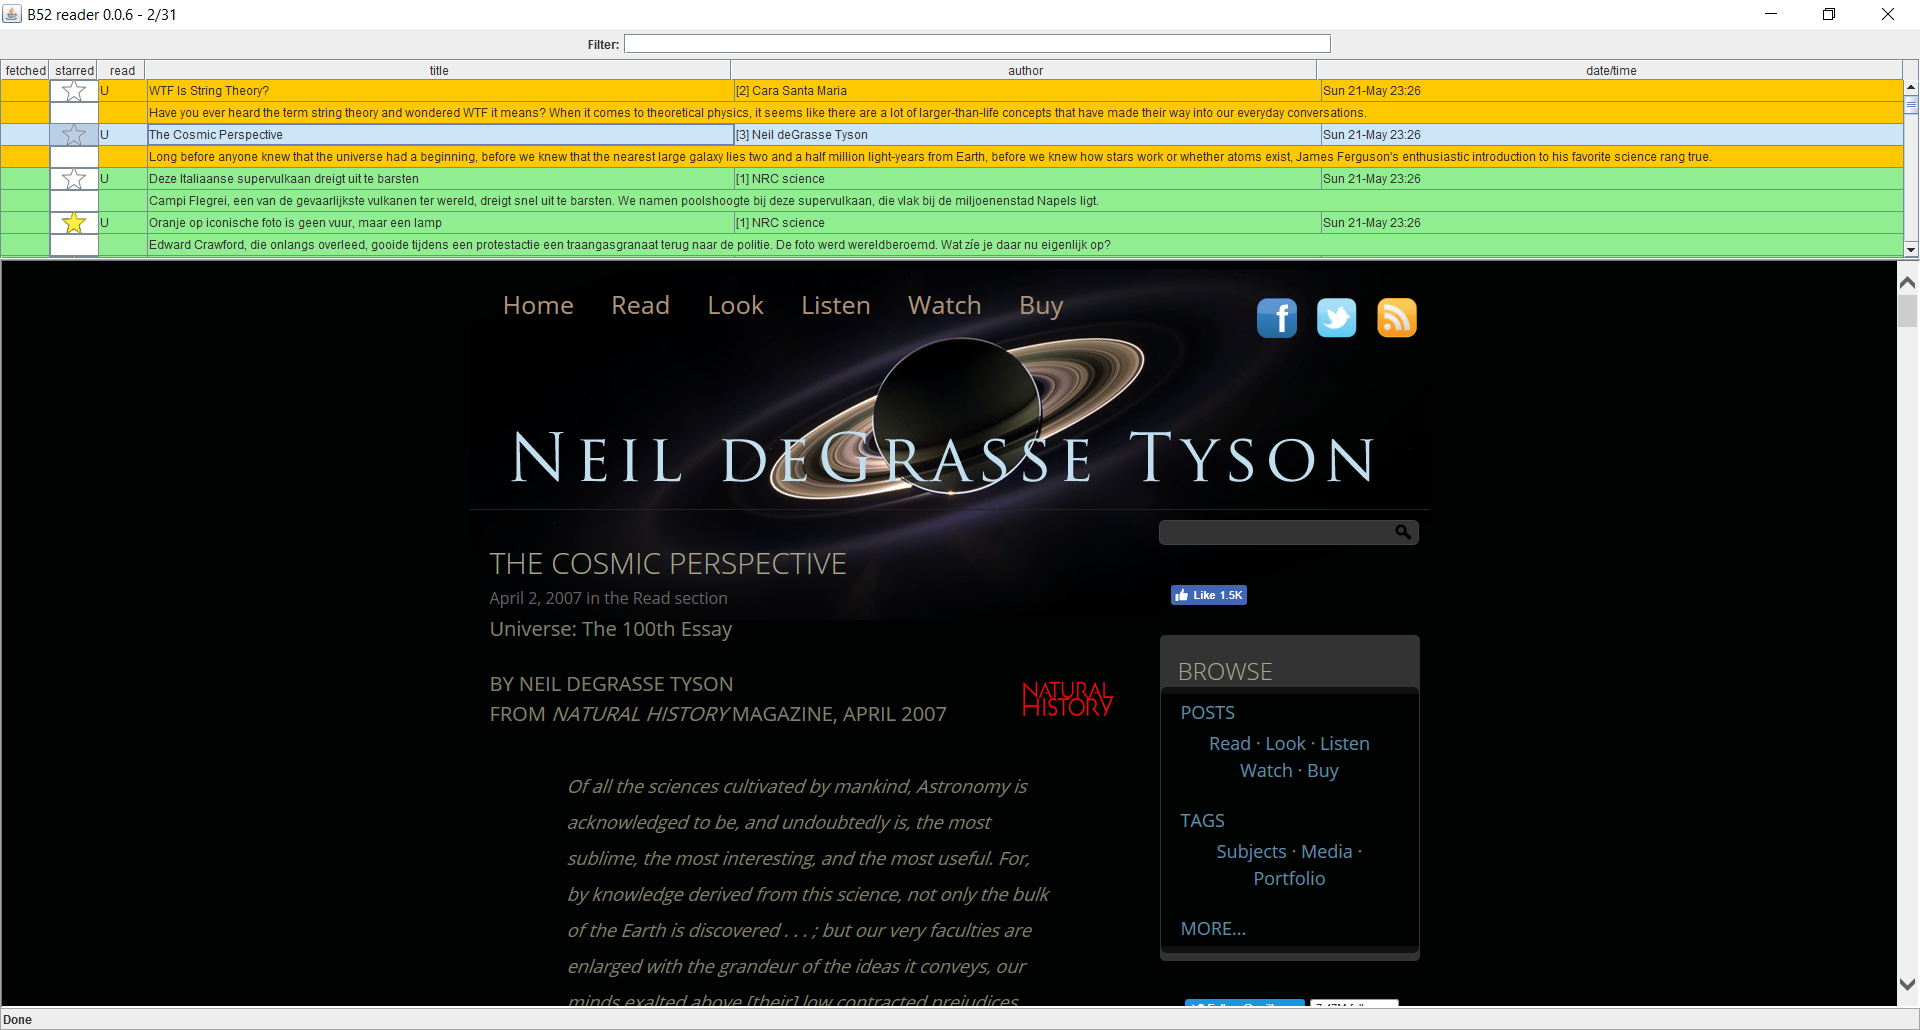 B52 reader 0.0.6 - 2/31
Filter:
fetched starred read title author date/time
U WTF Is String Theory? [2] Cara Santa Maria Sun 21-May 23:26
Have you ever heard the term string theory and wondered WTF it means? When it comes to theoretical physics, it seems like there are a lot of larger-than-life concepts that have made their way into our everyday conversations.
U The Cosmic Perspective [3] Neil deGrasse Tyson Sun 21-May 23:26
Long before anyone knew that the universe had a beginning, before we knew that the nearest large galaxy lies two and a half million light-years from Earth, before we knew how stars work or whether atoms exist, James Ferguson's enthusiastic introduction to his favorite science rang true.
U Deze Italiaanse supervulkaan dreigt uit te barsten [1] NRC science Sun 21-May 23:26
Campi Flegrei, een van de gevaarlijkste vulkanen ter wereld, dreigt snel uit te barsten. We namen poolshoogte bij deze supervulkaan, die vlak bij de miljoenenstad Napels ligt.
U Oranje op iconische foto is geen vuur, maar een lamp [1] NRC science Sun 21-May 23:26
Edward Crawford, die onlangs overleed, gooide tijdens een protestactie een traangasgranaat terug naar de politie. De foto werd wereldberoemd. Wat zíe je daar nu eigenlijk op?
Home Read Look Listen Watch Buy
f
NEIL DEGRASSE TYSON
THE COSMIC PERSPECTIVE
April 2, 2007 in the Read section
Universe: The 100th Essay
BY NEIL DEGRASSE TYSON
FROM NATURAL HISTORY MAGAZINE, APRIL 2007
NATURAL
HISTORY
Of all the sciences cultivated by mankind, Astronomy is
acknowledged to be, and undoubtedly is, the most
sublime, the most interesting, and the most useful. For,
by knowledge derived from this science, not only the bulk
of the Earth is discovered . . . ; but our very faculties are
enlarged with the grandeur of the ideas it conveys, our
minds exalted above [their] low contracted prejudices
Like 1.5K
BROWSE
POSTS
Read · Look · Listen
Watch · Buy
TAGS
Subjects · Media ·
Portfolio
MORE...
Done